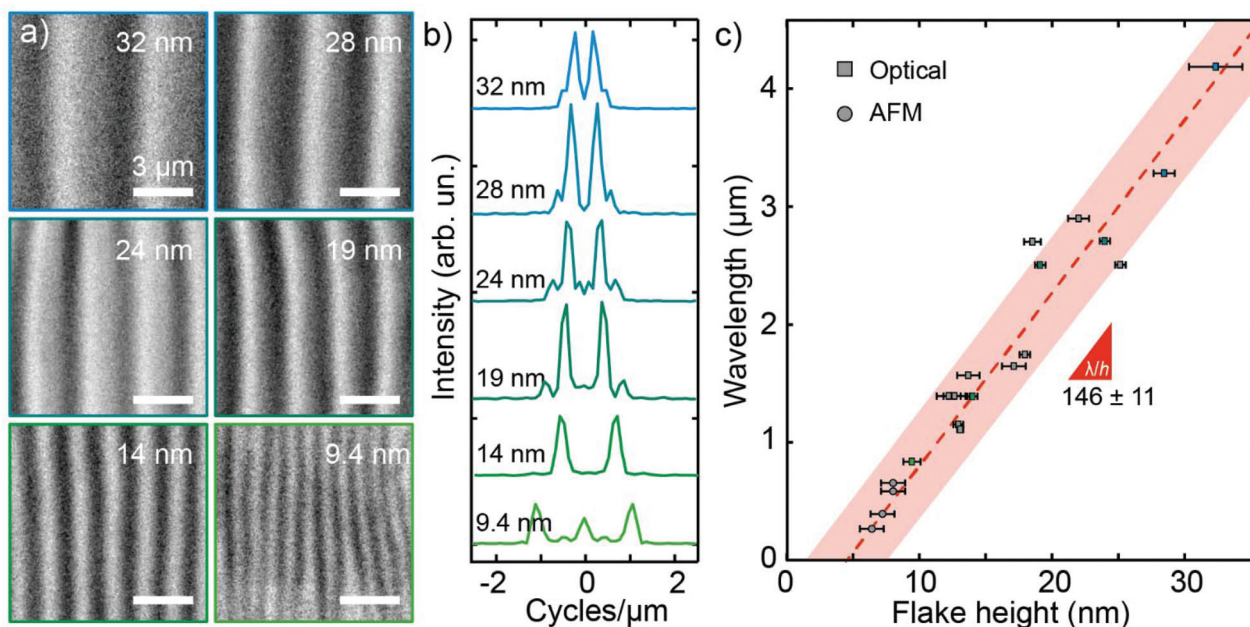 a)
32 nm
3 μm
28 nm
24 nm
19 nm
14 nm
9.4 nm
b)
Intensity (arb. un.)
32 nm
28 nm
24 nm
19 nm
14 nm
9.4 nm
-2
0
2
Cycles/μm
c)
Optical
AFM
Wavelength (μm)
4
3
2
1
0
λ/h
146 ± 11
0
10
20
30
Flake height (nm)